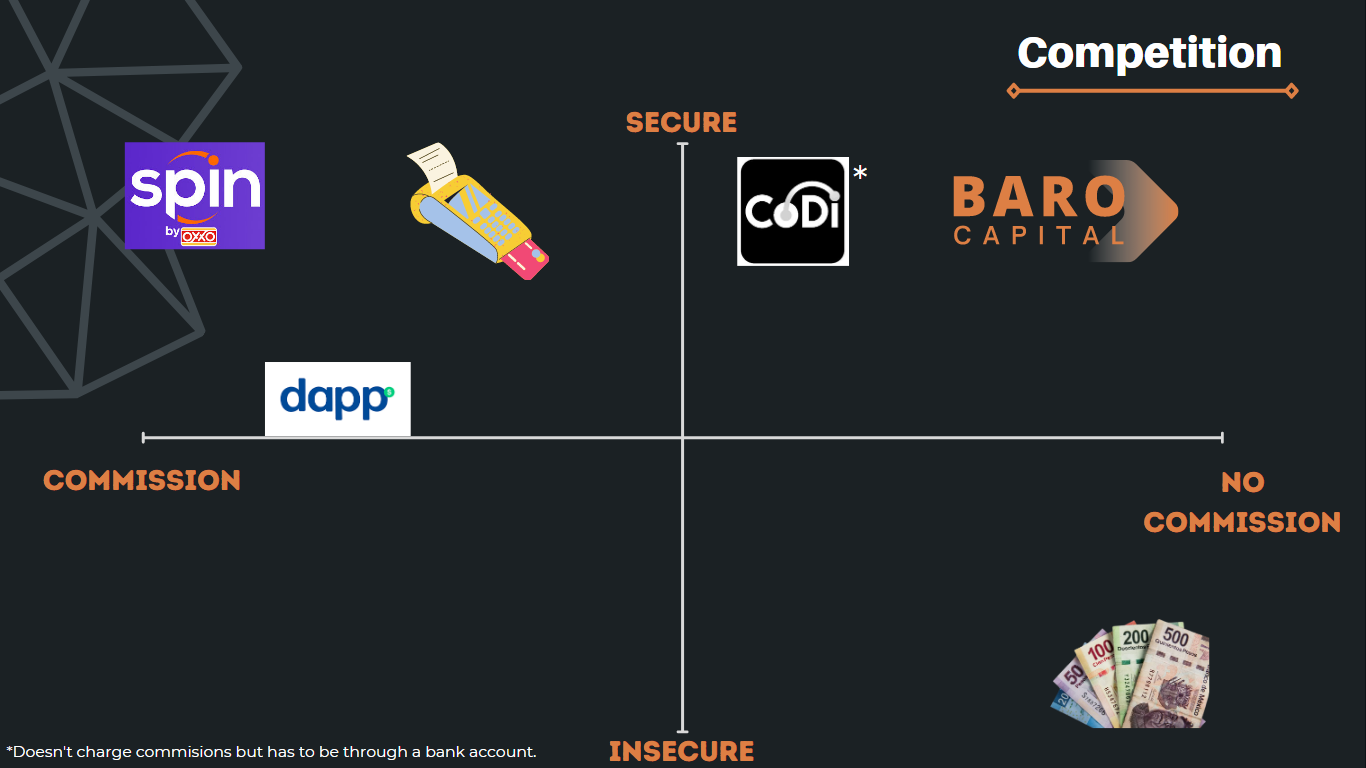 Competition
SECURE
spin
by OXXO
CoDi
*
BARO
CAPITAL
dapp
$
COMMISSION
NO
COMMISSION
500
200
100
50
20
*Doesn't charge commisions but has to be through a bank account.
INSECURE